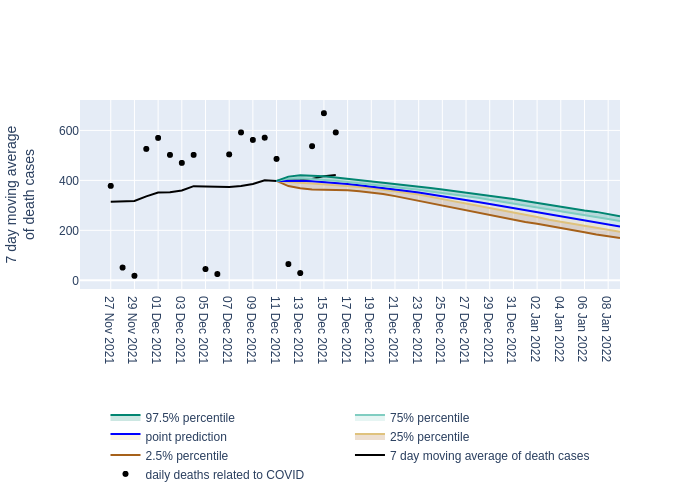 7 day moving average
of death cases
600
400
200
0
27 Nov 2021
29 Nov 2021
01 Dec 2021
03 Dec 2021
05 Dec 2021
07 Dec 2021
09 Dec 2021
11 Dec 2021
13 Dec 2021
15 Dec 2021
17 Dec 2021
19 Dec 2021
21 Dec 2021
23 Dec 2021
25 Dec 2021
27 Dec 2021
29 Dec 2021
31 Dec 2021
02 Jan 2022
04 Jan 2022
06 Jan 2022
08 Jan 2022
97.5% percentile
75% percentile
point prediction
25% percentile
2.5% percentile
7 day moving average of death cases
daily deaths related to COVID